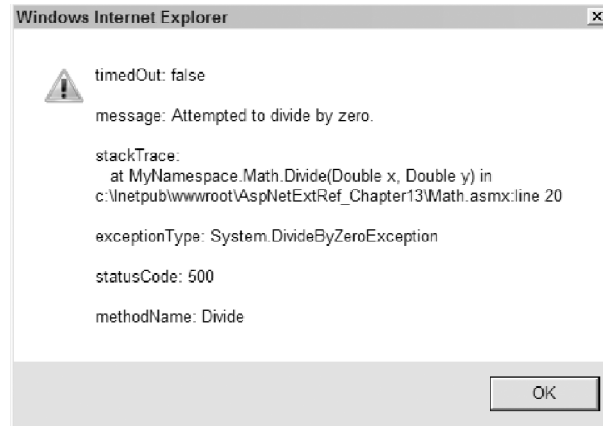 Windows Internet Explorer
timedOut: false
message: Attempted to divide by zero.
stackTrace:
at MyNamespace.Math.Divide(Double x, Double y) in
c:\Inetpub\wwwroot\AspNetExtRef_Chapter13\Math.asmx:line 20
exceptionType: System.DivideByZeroException
statusCode: 500
methodName: Divide
OK